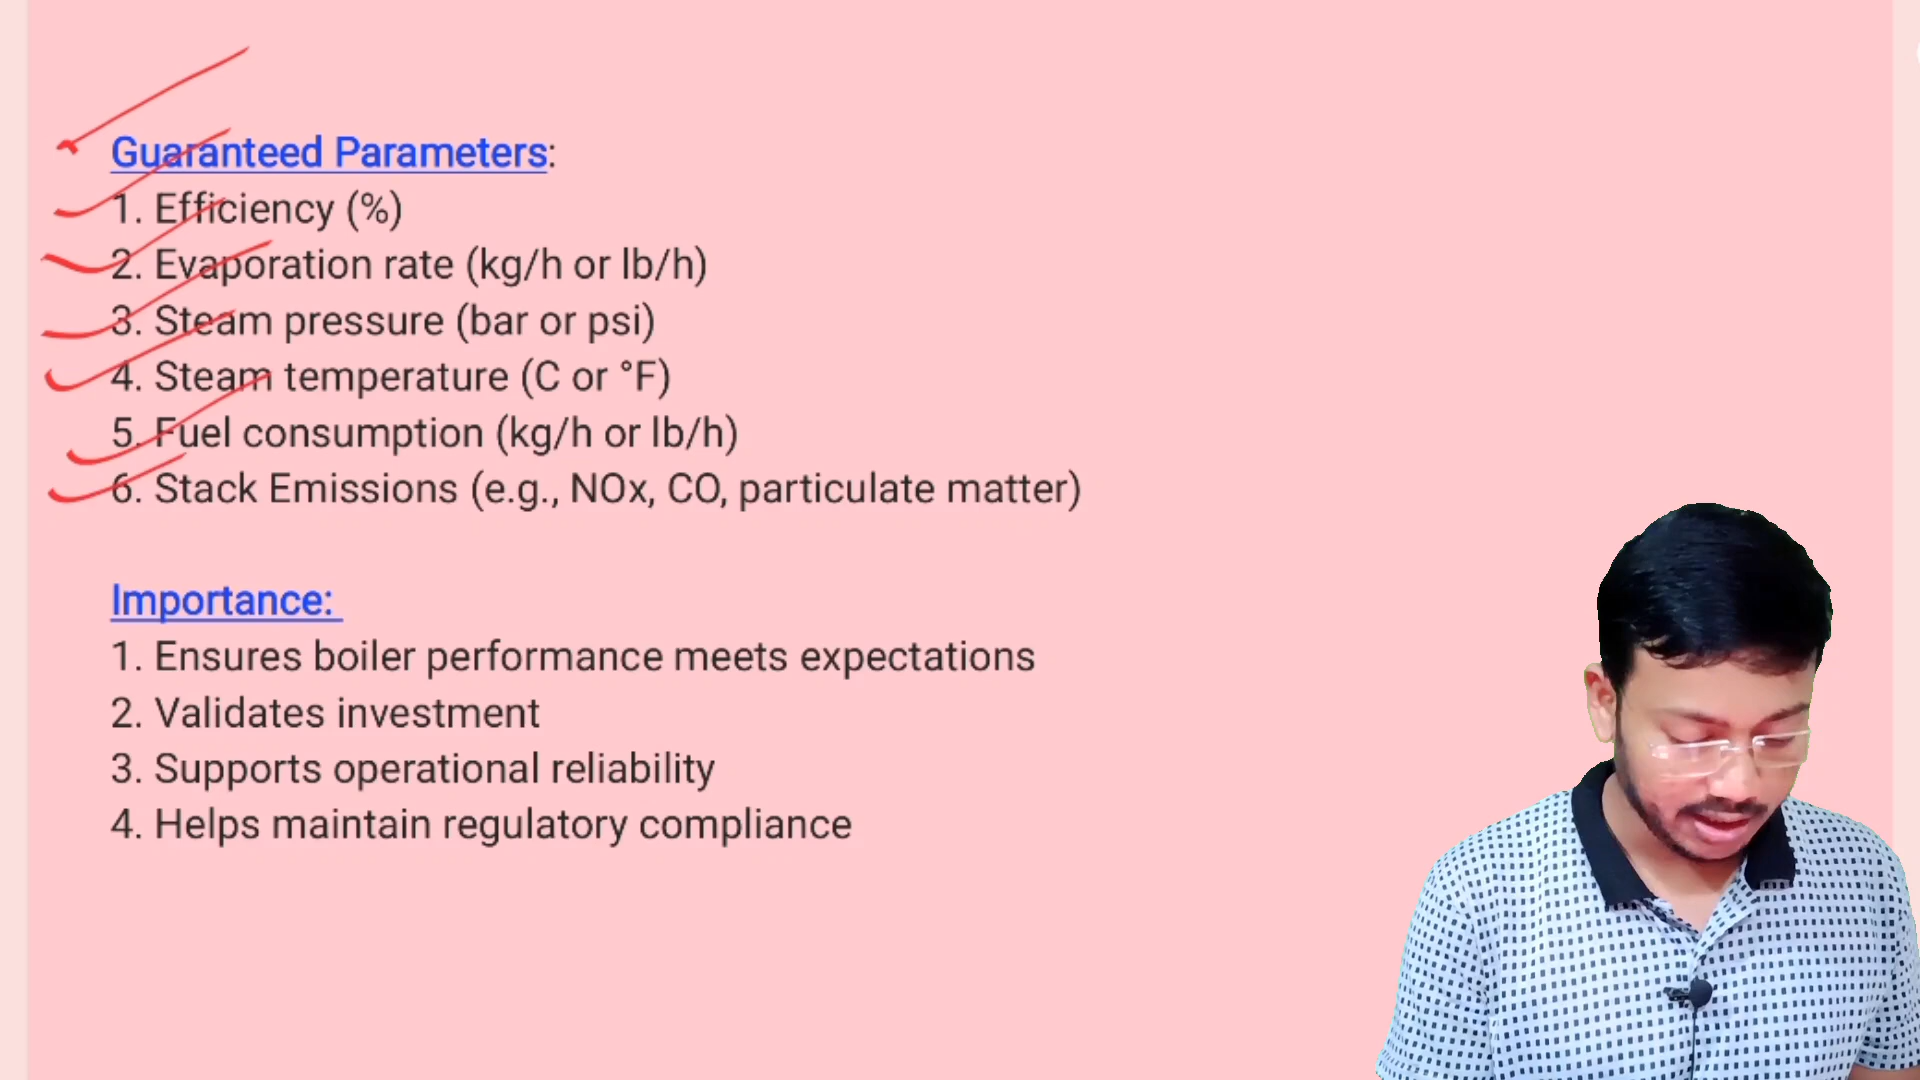 Guaranteed Parameters:
1. Efficiency (%)
2. Evaporation rate (kg/h or lb/h)
3. Steam pressure (bar or psi)
4. Steam temperature (C or °F)
5. Fuel consumption (kg/h or lb/h)
6. Stack Emissions (e.g., NOx, CO, particulate matter)
Importance:
1. Ensures boiler performance meets expectations
2. Validates investment
3. Supports operational reliability
4. Helps maintain regulatory compliance